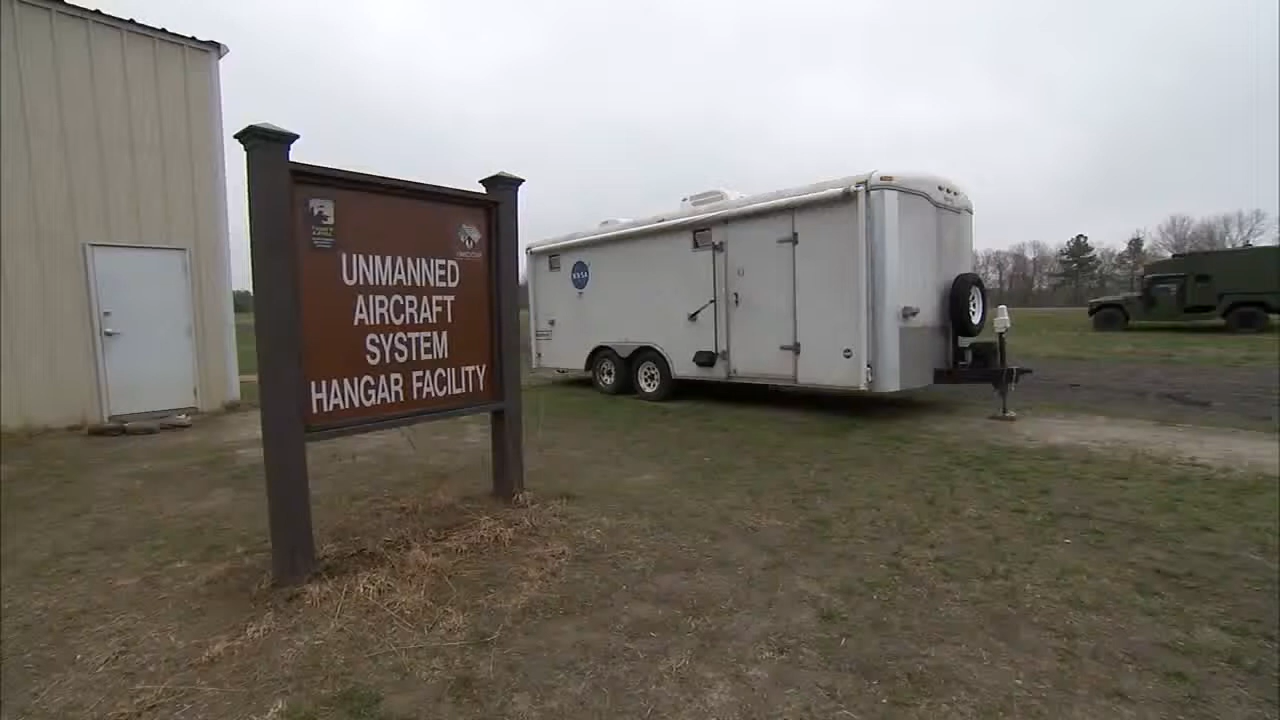 UNMANNED
AIRCRAFT
SYSTEM
HANGAR FACILITY
NASA